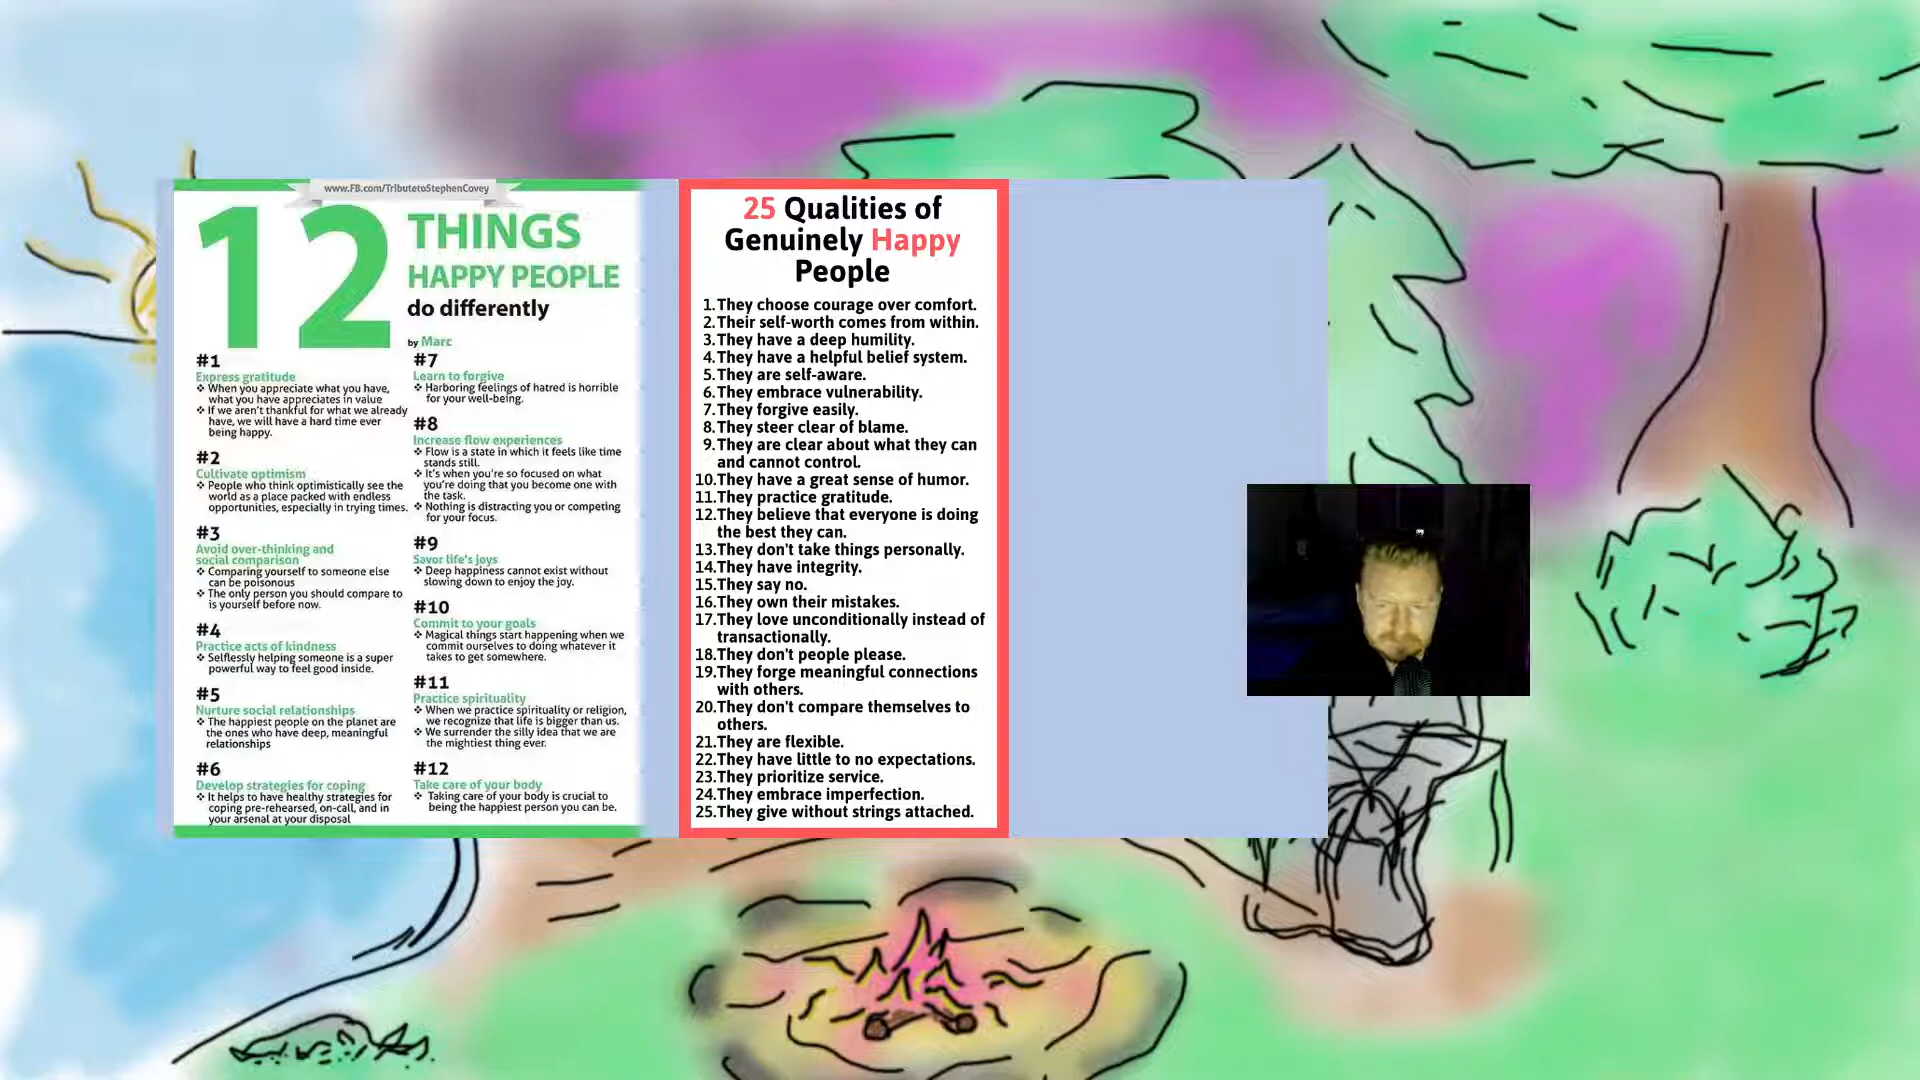 www.FB.com/TributetoStephenCovey
12
THINGS
HAPPY PEOPLE
do differently
by Marc
#1
Express gratitude
❖ When you appreciate what you have,
what you have appreciates in value
❖ If we aren't thankful for what we already
have, we will have a hard time ever
being happy.
#2
Cultivate optimism
❖ People who think optimistically see the
world as a place packed with endless
opportunities, especially in trying times.
#3
Avoid over-thinking and
social comparison
❖ Comparing yourself to someone else
can be poisonous
❖ The only person you should compare to
is yourself before now.
#4
Practice acts of kindness
❖ Selflessly helping someone is a super
powerful way to feel good inside.
#5
Nurture social relationships
❖ The happiest people on the planet are
the ones who have deep, meaningful
relationships
#6
Develop strategies for coping
❖ It helps to have healthy strategies for
coping pre-rehearsed, on-call, and in
your arsenal at your disposal
#7
Learn to forgive
❖ Harboring feelings of hatred is horrible
for your well-being.
#8
Increase flow experiences
❖ Flow is a state in which it feels like time
stands still.
❖ It's when you're so focused on what
you're doing that you become one with
the task.
❖ Nothing is distracting you or competing
for your focus.
#9
Savor life's joys
❖ Deep happiness cannot exist without
slowing down to enjoy the joy.
#10
Commit to your goals
❖ Magical things start happening when we
commit ourselves to doing whatever it
takes to get somewhere.
#11
Practice spirituality
❖ When we practice spirituality or religion,
we recognize that life is bigger than us.
❖ We surrender the silly idea that we are
the mightiest thing ever.
#12
Take care of your body
❖ Taking care of your body is crucial to
being the happiest person you can be.
25 Qualities of
Genuinely Happy
People
1.They choose courage over comfort.
2.Their self-worth comes from within.
3.They have a deep humility.
4.They have a helpful belief system.
5.They are self-aware.
6.They embrace vulnerability.
7.They forgive easily.
8.They steer clear of blame.
9.They are clear about what they can
and cannot control.
10.They have a great sense of humor.
11.They practice gratitude.
12.They believe that everyone is doing
the best they can.
13.They don't take things personally.
14.They have integrity.
15.They say no.
16.They own their mistakes.
17.They love unconditionally instead of
transactionally.
18.They don't people please.
19.They forge meaningful connections
with others.
20.They don't compare themselves to
others.
21.They are flexible.
22.They have little to no expectations.
23.They prioritize service.
24.They embrace imperfection.
25.They give without strings attached.